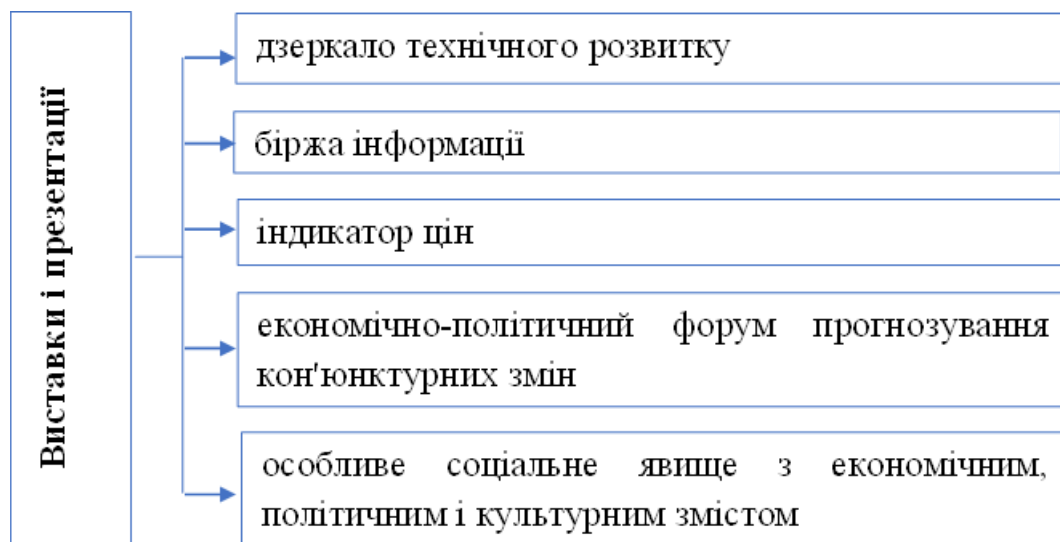 Виставки і презентації
дзеркало технічного розвитку
біржа інформації
індикатор цін
економічно-політичний форум прогнозування
кон'юнктурних змін
особливе соціальне явище з економічним,
політичним і культурним змістом